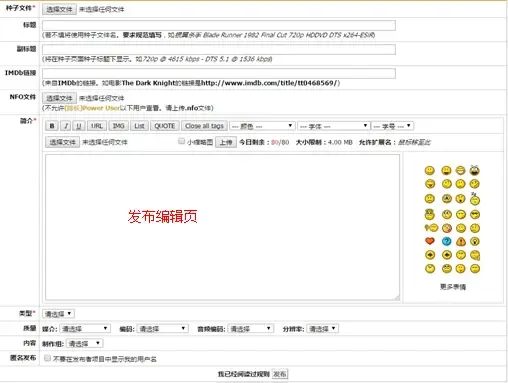 种子文件* 选择文件 未选择任何文件
标题
(若不填将使用种子文件名。要求规范填写，如银翼杀手 Blade Runner 1982 Final Cut 720p HDDVD DTS x264-ESiR)
副标题
(将在种子页面种子标题下显示。如720p @ 4615 kbps - DTS 5.1 @ 1536 kbps)
IMDb链接
(来自IMDb的链接。如电影The Dark Knight的链接是http://www.imdb.com/title/tt0468569/)
NFO文件 选择文件 未选择任何文件
(不允许(园长)Power User以下用户查看。请上传.nfo文件)
简介* B I U URL IMG List QUOTE Close all tags --- 颜色 --- --- 字体 --- --- 字号 ---
选择文件 未选择任何文件 小缩略图 上传 今日剩余：80/80 大小限制：4.00 MB 允许扩展名：鼠标移至此
发布编辑页
更多表情
类型* 请选择
质量 媒介: 请选择 编码: 请选择 音频编码: 请选择 分辨率: 请选择
内容 制作组: 请选择
匿名发布 不要在发布者项目中显示我的用户名
我已经阅读过规则 发布